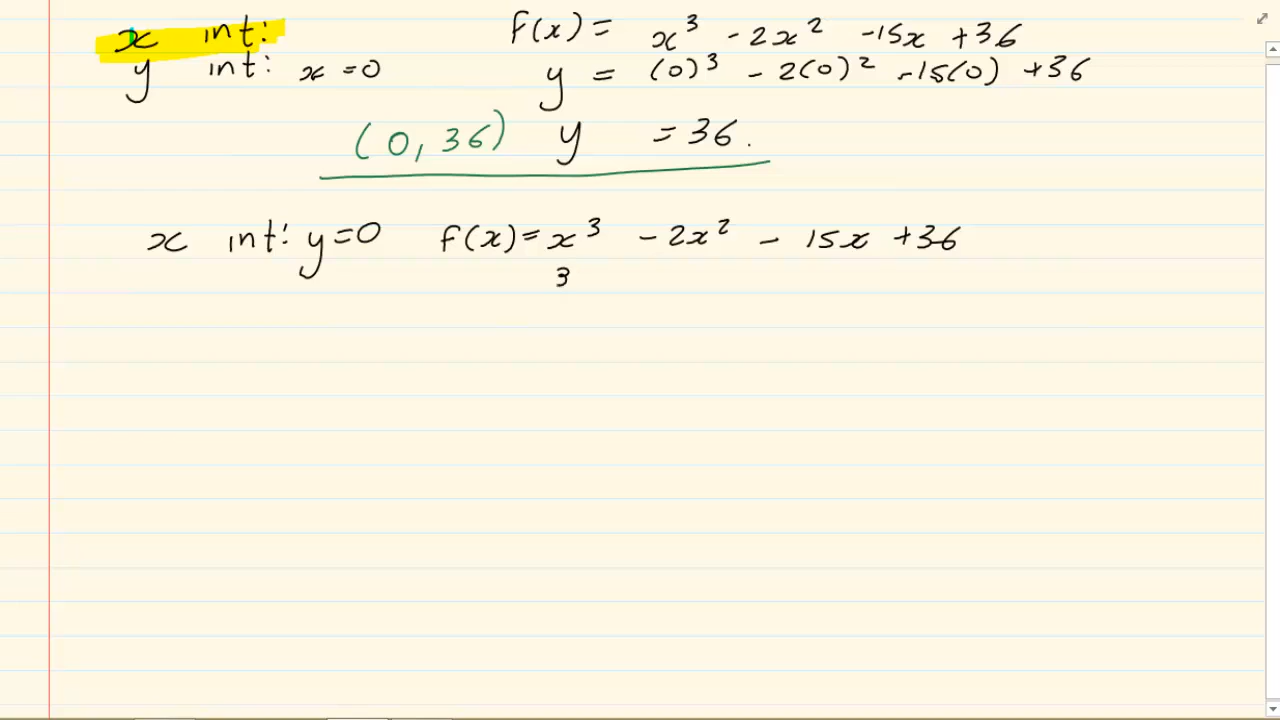 x int: f(x) = x³ - 2x² - 15x + 36
y int: x = 0 y = (0)³ - 2(0)² - 15(0) + 36
(0, 36) y = 36.
x int: y = 0 f(x) = x³ - 2x² - 15x + 36
3